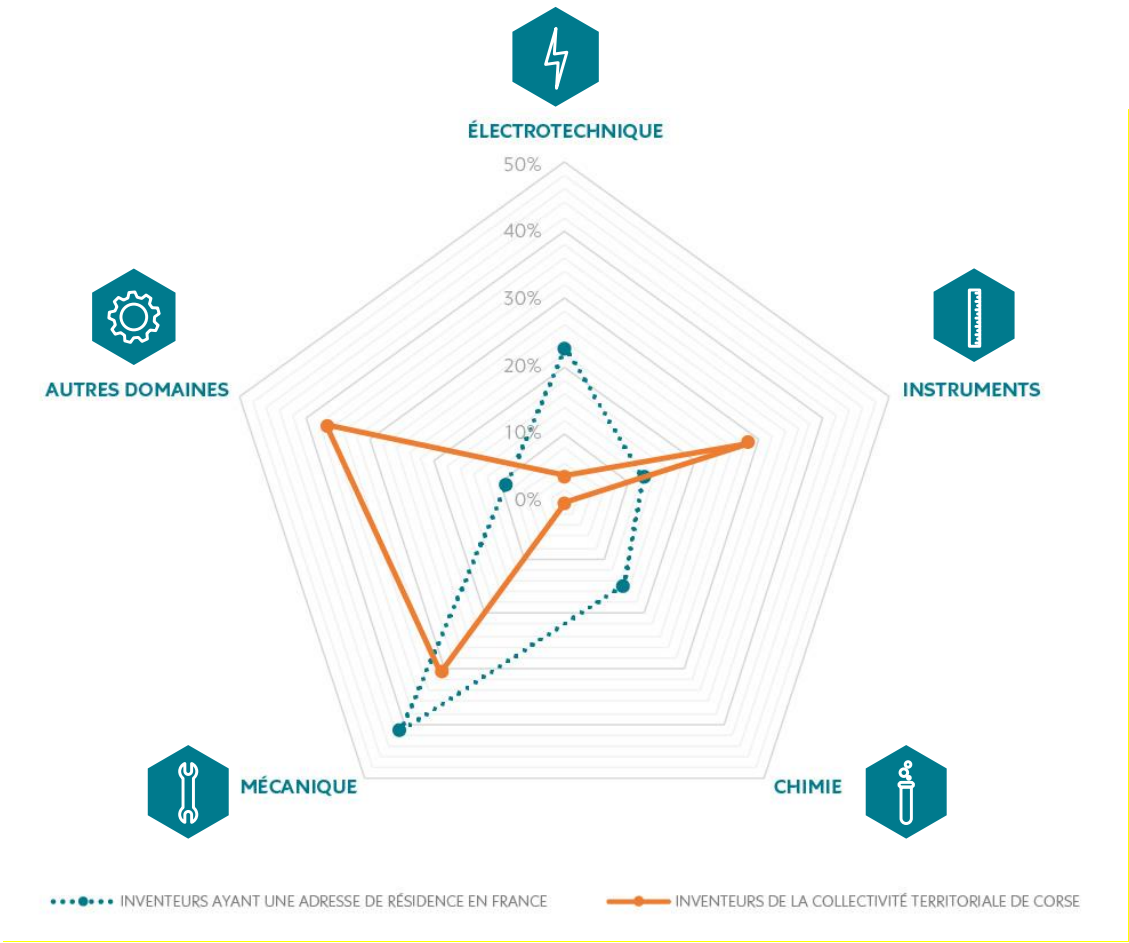 ÉLECTROTECHNIQUE
50%
40%
30%
20%
10%
0%
AUTRES DOMAINES
INSTRUMENTS
MÉCANIQUE
CHIMIE
INVENTEURS AYANT UNE ADRESSE DE RÉSIDENCE EN FRANCE
INVENTEURS DE LA COLLECTIVITÉ TERRITORIALE DE CORSE